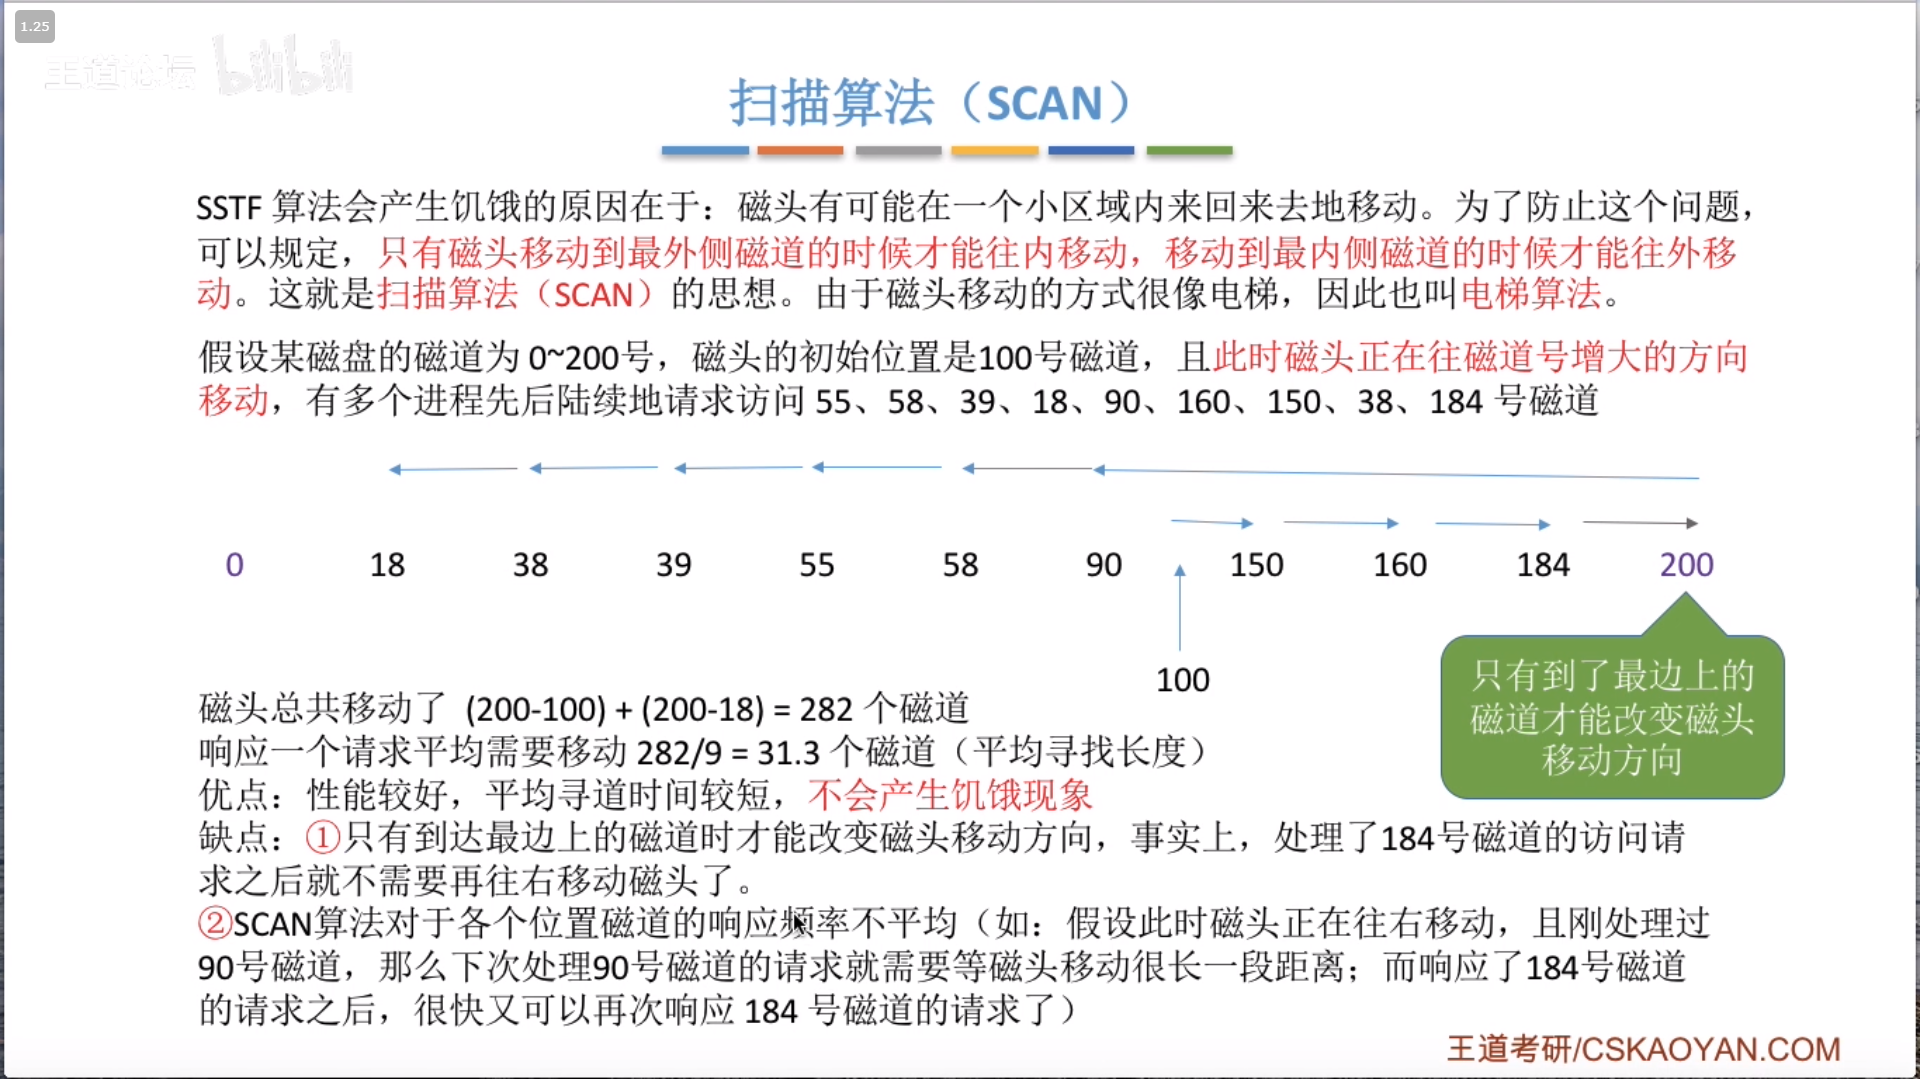 1.25
王道论坛 bilibili
扫描算法（SCAN）
SSTF 算法会产生饥饿的原因在于：磁头有可能在一个小区域内来回来去地移动。为了防止这个问题，
可以规定，只有磁头移动到最外侧磁道的时候才能往内移动，移动到最内侧磁道的时候才能往外移
动。这就是扫描算法（SCAN）的思想。由于磁头移动的方式很像电梯，因此也叫电梯算法。
假设某磁盘的磁道为 0~200号，磁头的初始位置是100号磁道，且此时磁头正在往磁道号增大的方向
移动，有多个进程先后陆续地请求访问 55、58、39、18、90、160、150、38、184 号磁道
0 18 38 39 55 58 90 150 160 184 200
100
只有到了最边上的
磁道才能改变磁头
移动方向
磁头总共移动了 (200-100) + (200-18) = 282 个磁道
响应一个请求平均需要移动 282/9 = 31.3 个磁道（平均寻找长度）
优点：性能较好，平均寻道时间较短，不会产生饥饿现象
缺点：①只有到达最边上的磁道时才能改变磁头移动方向，事实上，处理了184号磁道的访问请
求之后就不需要再往右移动磁头了。
②SCAN算法对于各个位置磁道的响应频率不平均（如：假设此时磁头正在往右移动，且刚处理过
90号磁道，那么下次处理90号磁道的请求就需要等磁头移动很长一段距离；而响应了184号磁道
的请求之后，很快又可以再次响应 184 号磁道的请求了）
王道考研/CSKAOYAN.COM